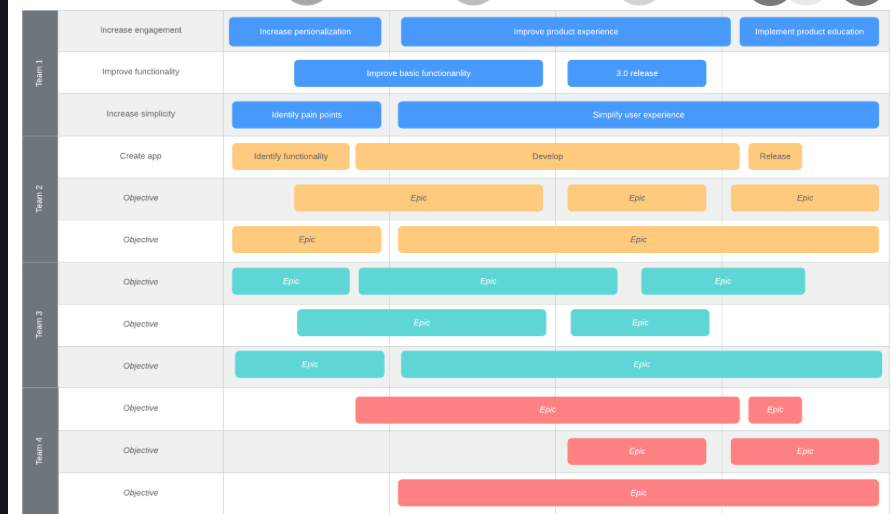 Team 1
Increase engagement
Increase personalization
Improve product experience
Implement product education
Improve functionality
Improve basic functionanlity
3.0 release
Increase simplicity
Identify pain points
Simplify user experience
Team 2
Create app
Identify functionality
Develop
Release
Objective
Epic
Epic
Epic
Objective
Epic
Epic
Team 3
Objective
Epic
Epic
Epic
Objective
Epic
Epic
Objective
Epic
Epic
Team 4
Objective
Epic
Epic
Objective
Epic
Epic
Objective
Epic